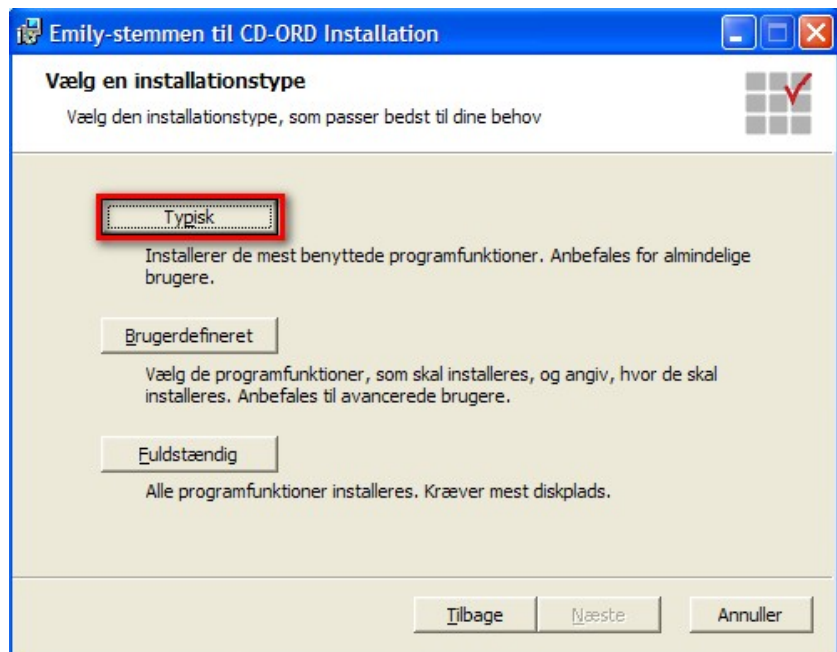 Emily-stemmen til CD-ORD Installation
Vælg en installationstype
Vælg den installationstype, som passer bedst til dine behov
Typisk
Installerer de mest benyttede programfunktioner. Anbefales for almindelige
brugere.
Brugerdefineret
Vælg de programfunktioner, som skal installeres, og angiv, hvor de skal
installeres. Anbefales til avancerede brugere.
Fuldstændig
Alle programfunktioner installeres. Kræver mest diskplads.
Tilbage
Næste
Annuller